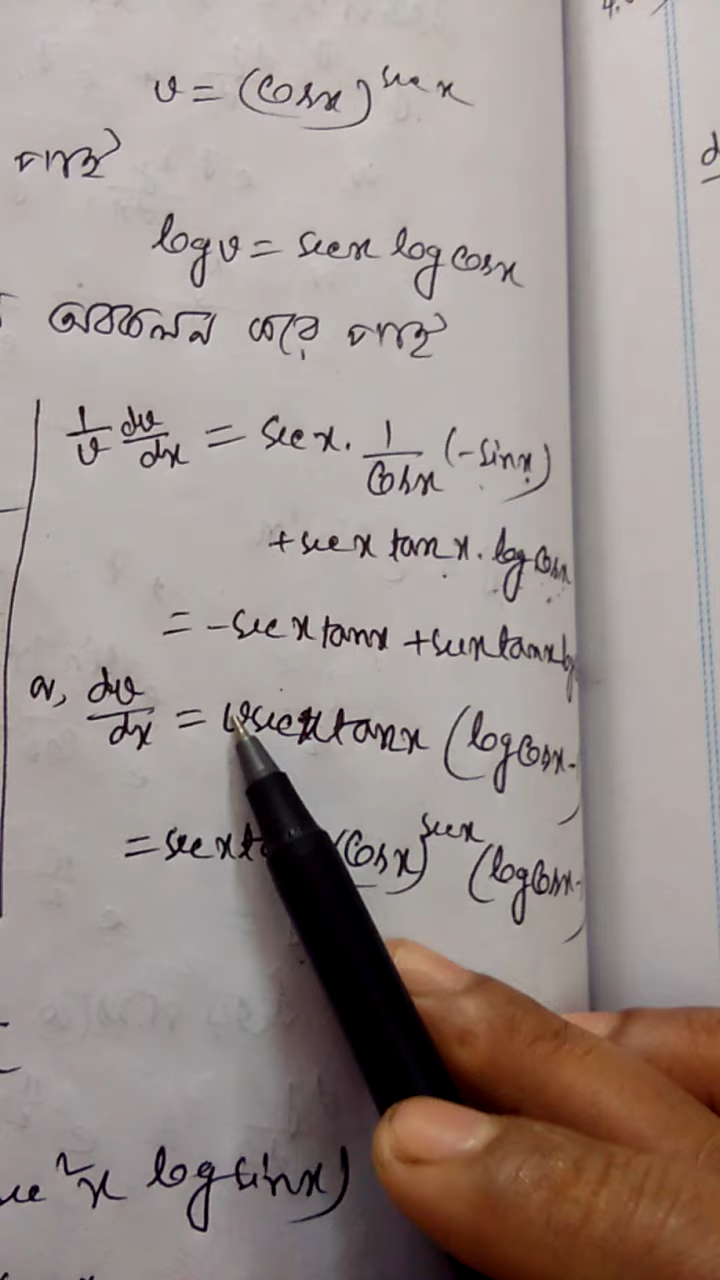 v = (cosx)^secx
পাই
log v = secx log cosx
অবকলন করে পাই
1/v dv/dx = secx. 1/cosx (-sinx)
+ secx tanx. log cosx
= -secx tanx + secx tanx
বা, dv/dx = v secx tanx (log cosx -
= secx (cosx)^secx (log cosx -
²x log sinx)